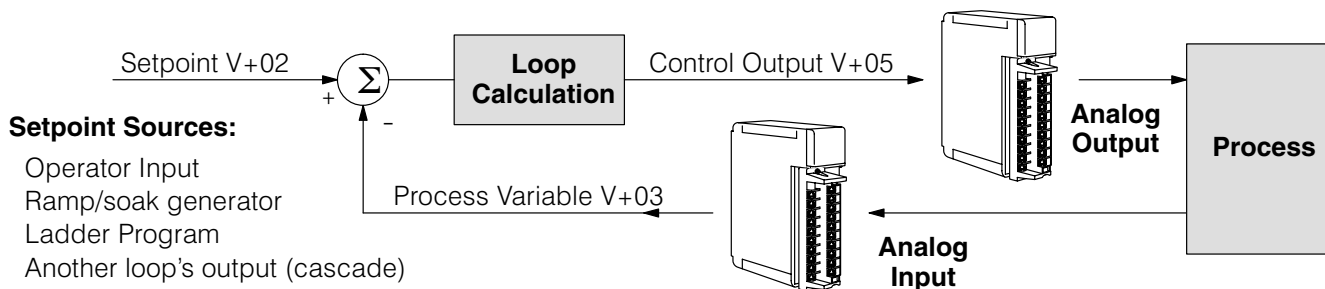 Setpoint V+02
+
Σ
−
Loop
Calculation
Control Output V+05
Analog
Output
Process
Setpoint Sources:
Operator Input
Ramp/soak generator
Ladder Program
Another loop's output (cascade)
Process Variable V+03
Analog
Input